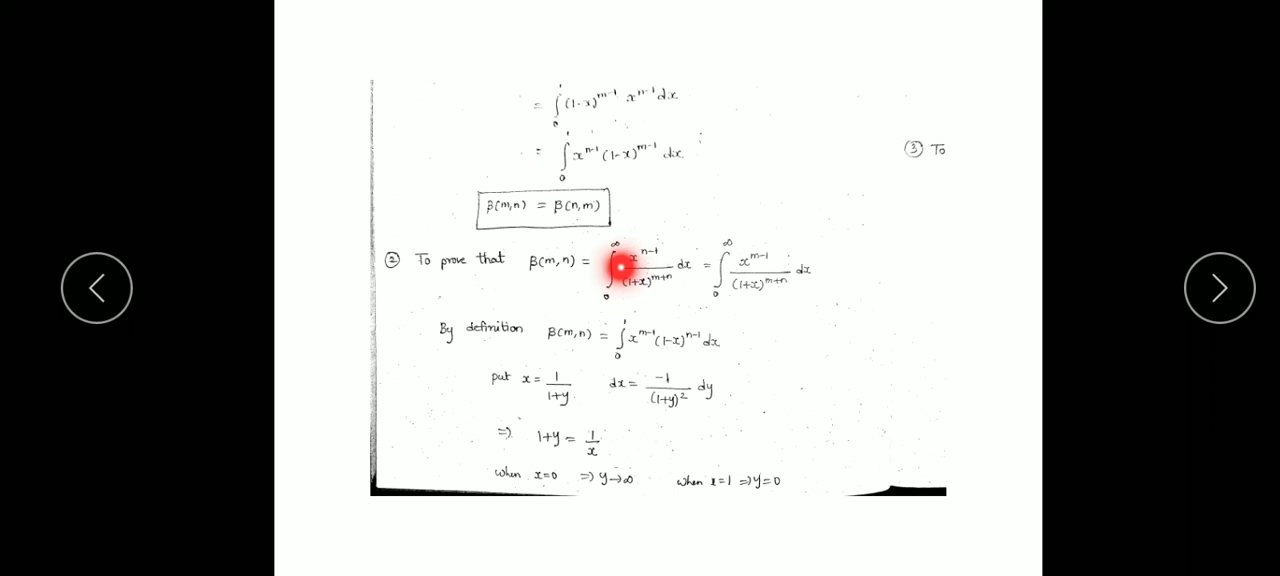 = ∫₀¹ (1-x)^{m-1} x^{n-1} dx
= ∫₀¹ x^{n-1} (1-x)^{m-1} dx
③ To
β(m,n) = β(n,m)
② To prove that β(m,n) = ∫₀^∞ x^{n-1}/(1+x)^{m+n} dx = ∫₀^∞ x^{m-1}/(1+x)^{m+n} dx
By definition β(m,n) = ∫₀¹ x^{m-1} (1-x)^{n-1} dx
put x = 1/(1+y) dx = -1/(1+y)² dy
⇒ 1+y = 1/x
when x=0 ⇒ y→∞ when x=1 ⇒ y=0